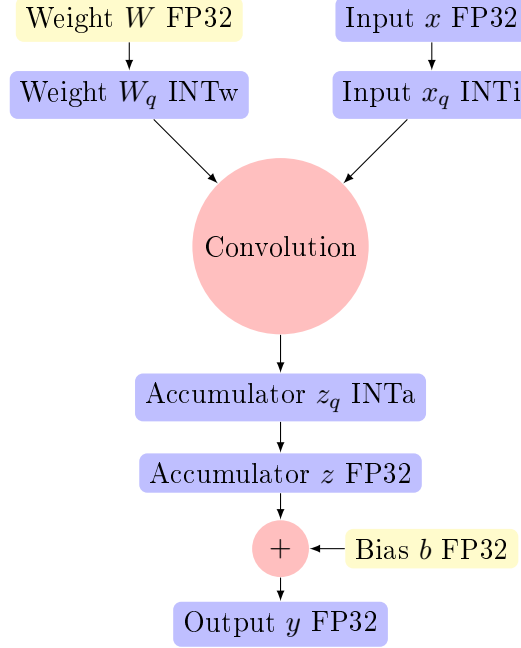 Weight W FP32
Input x FP32
Weight W_q INTw
Input x_q INTi
Convolution
Accumulator z_q INTa
Accumulator z FP32
+
Bias b FP32
Output y FP32